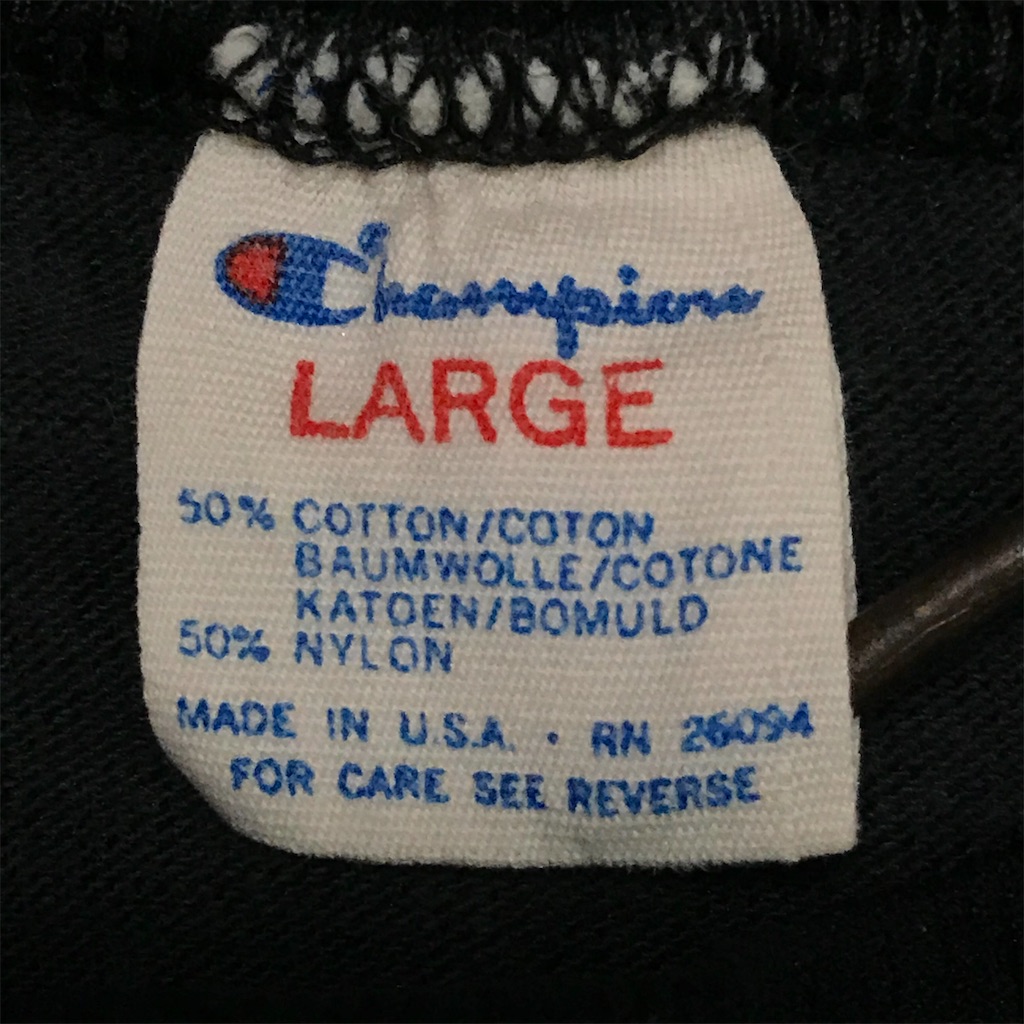 Champion
LARGE
50% COTTON/COTON
BAUMWOLLE/COTONE
KATOEN/BOMULD
50% NYLON
MADE IN U.S.A. · RN 26094
FOR CARE SEE REVERSE